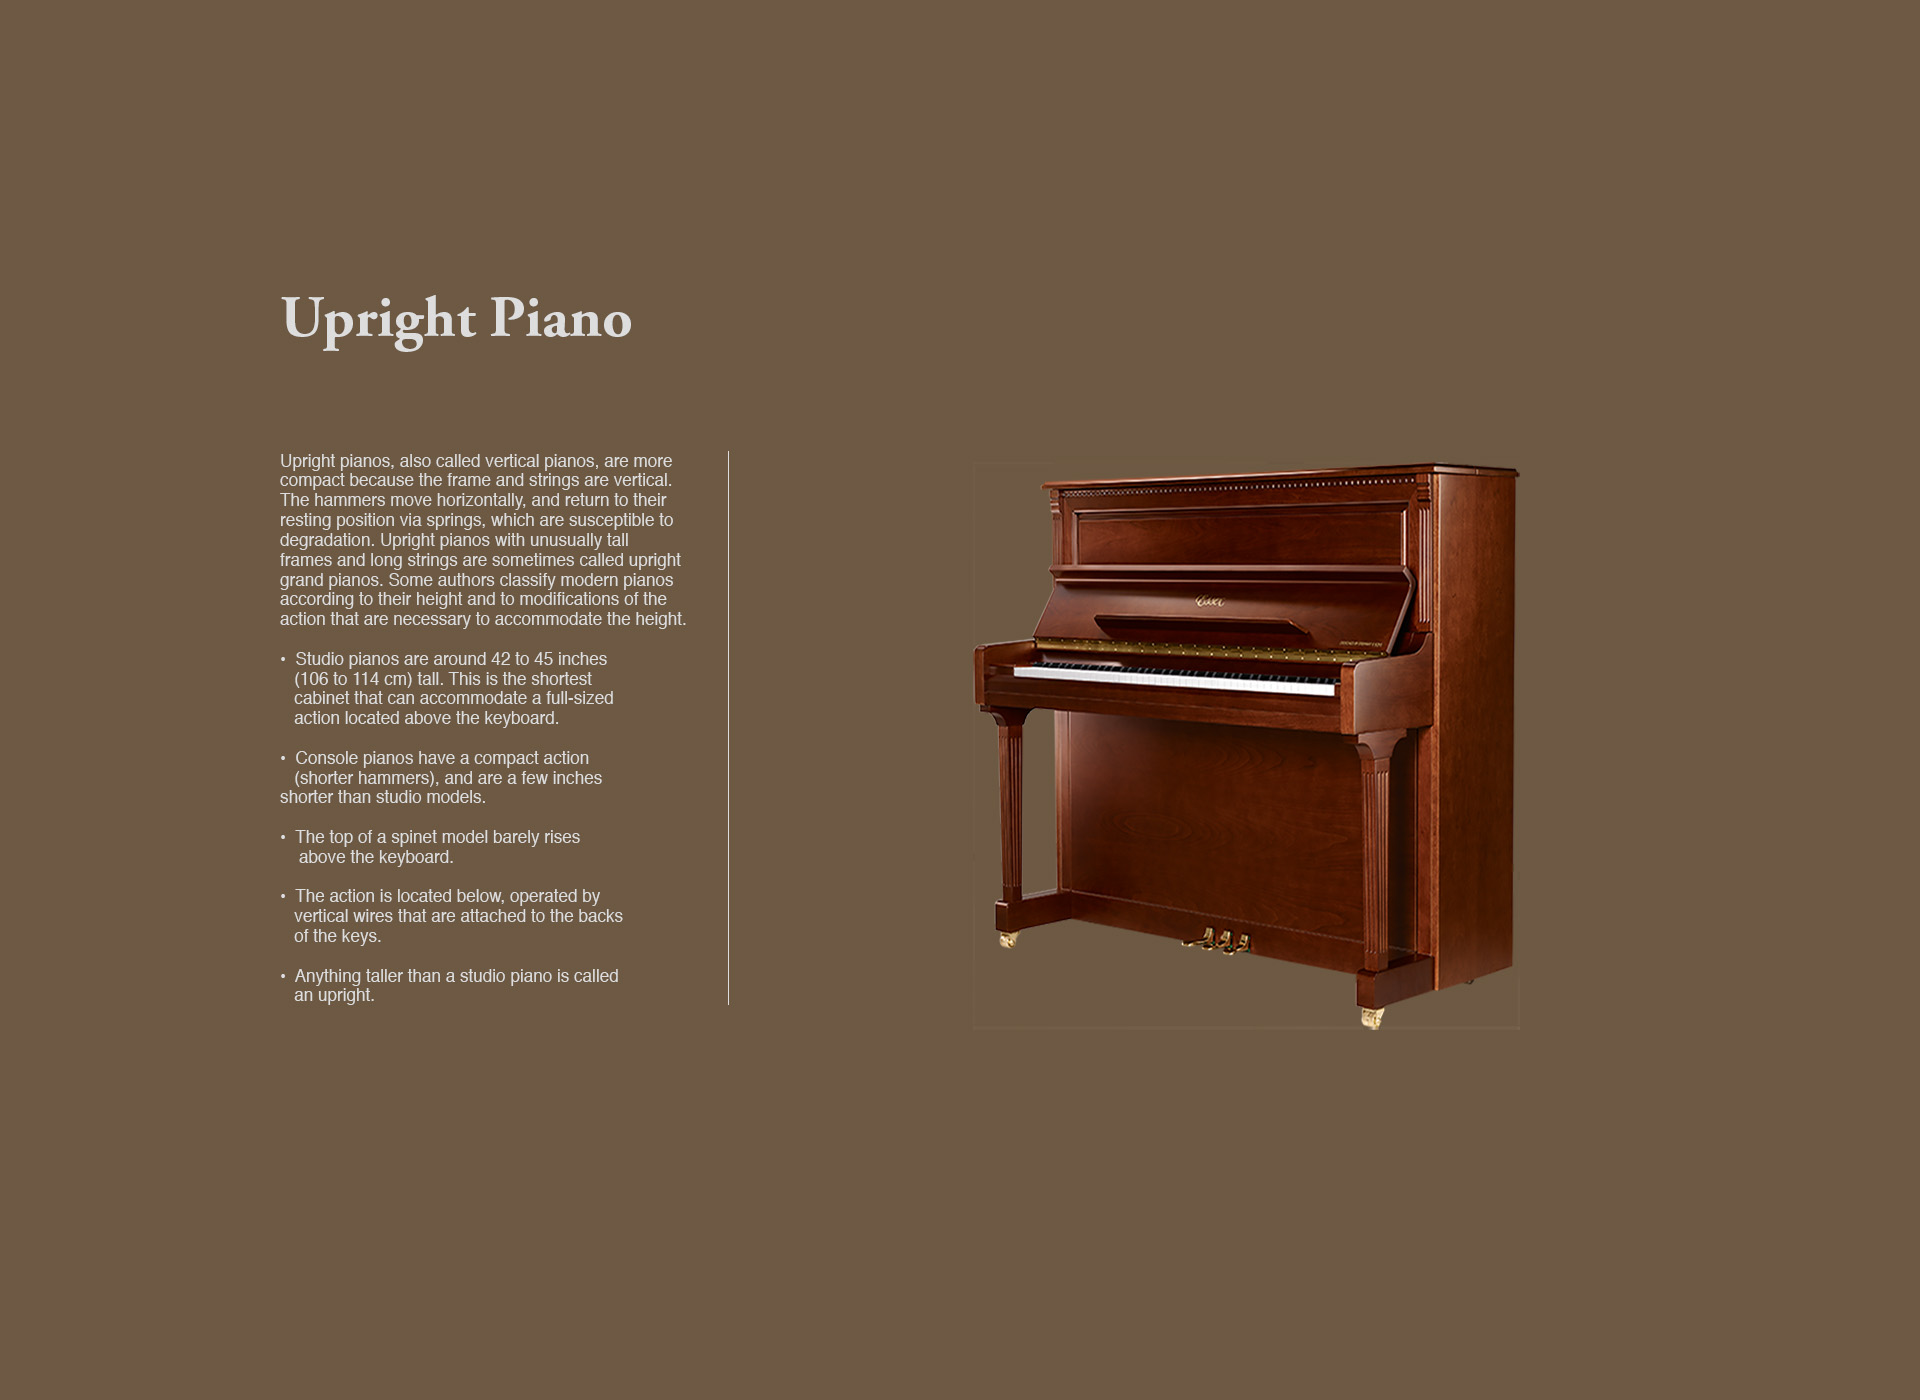 Upright Piano
Upright pianos, also called vertical pianos, are more
compact because the frame and strings are vertical.
The hammers move horizontally, and return to their
resting position via springs, which are susceptible to
degradation. Upright pianos with unusually tall
frames and long strings are sometimes called upright
grand pianos. Some authors classify modern pianos
according to their height and to modifications of the
action that are necessary to accommodate the height.
• Studio pianos are around 42 to 45 inches
(106 to 114 cm) tall. This is the shortest
cabinet that can accommodate a full-sized
action located above the keyboard.
• Console pianos have a compact action
(shorter hammers), and are a few inches
shorter than studio models.
• The top of a spinet model barely rises
above the keyboard.
• The action is located below, operated by
vertical wires that are attached to the backs
of the keys.
• Anything taller than a studio piano is called
an upright.
Essex